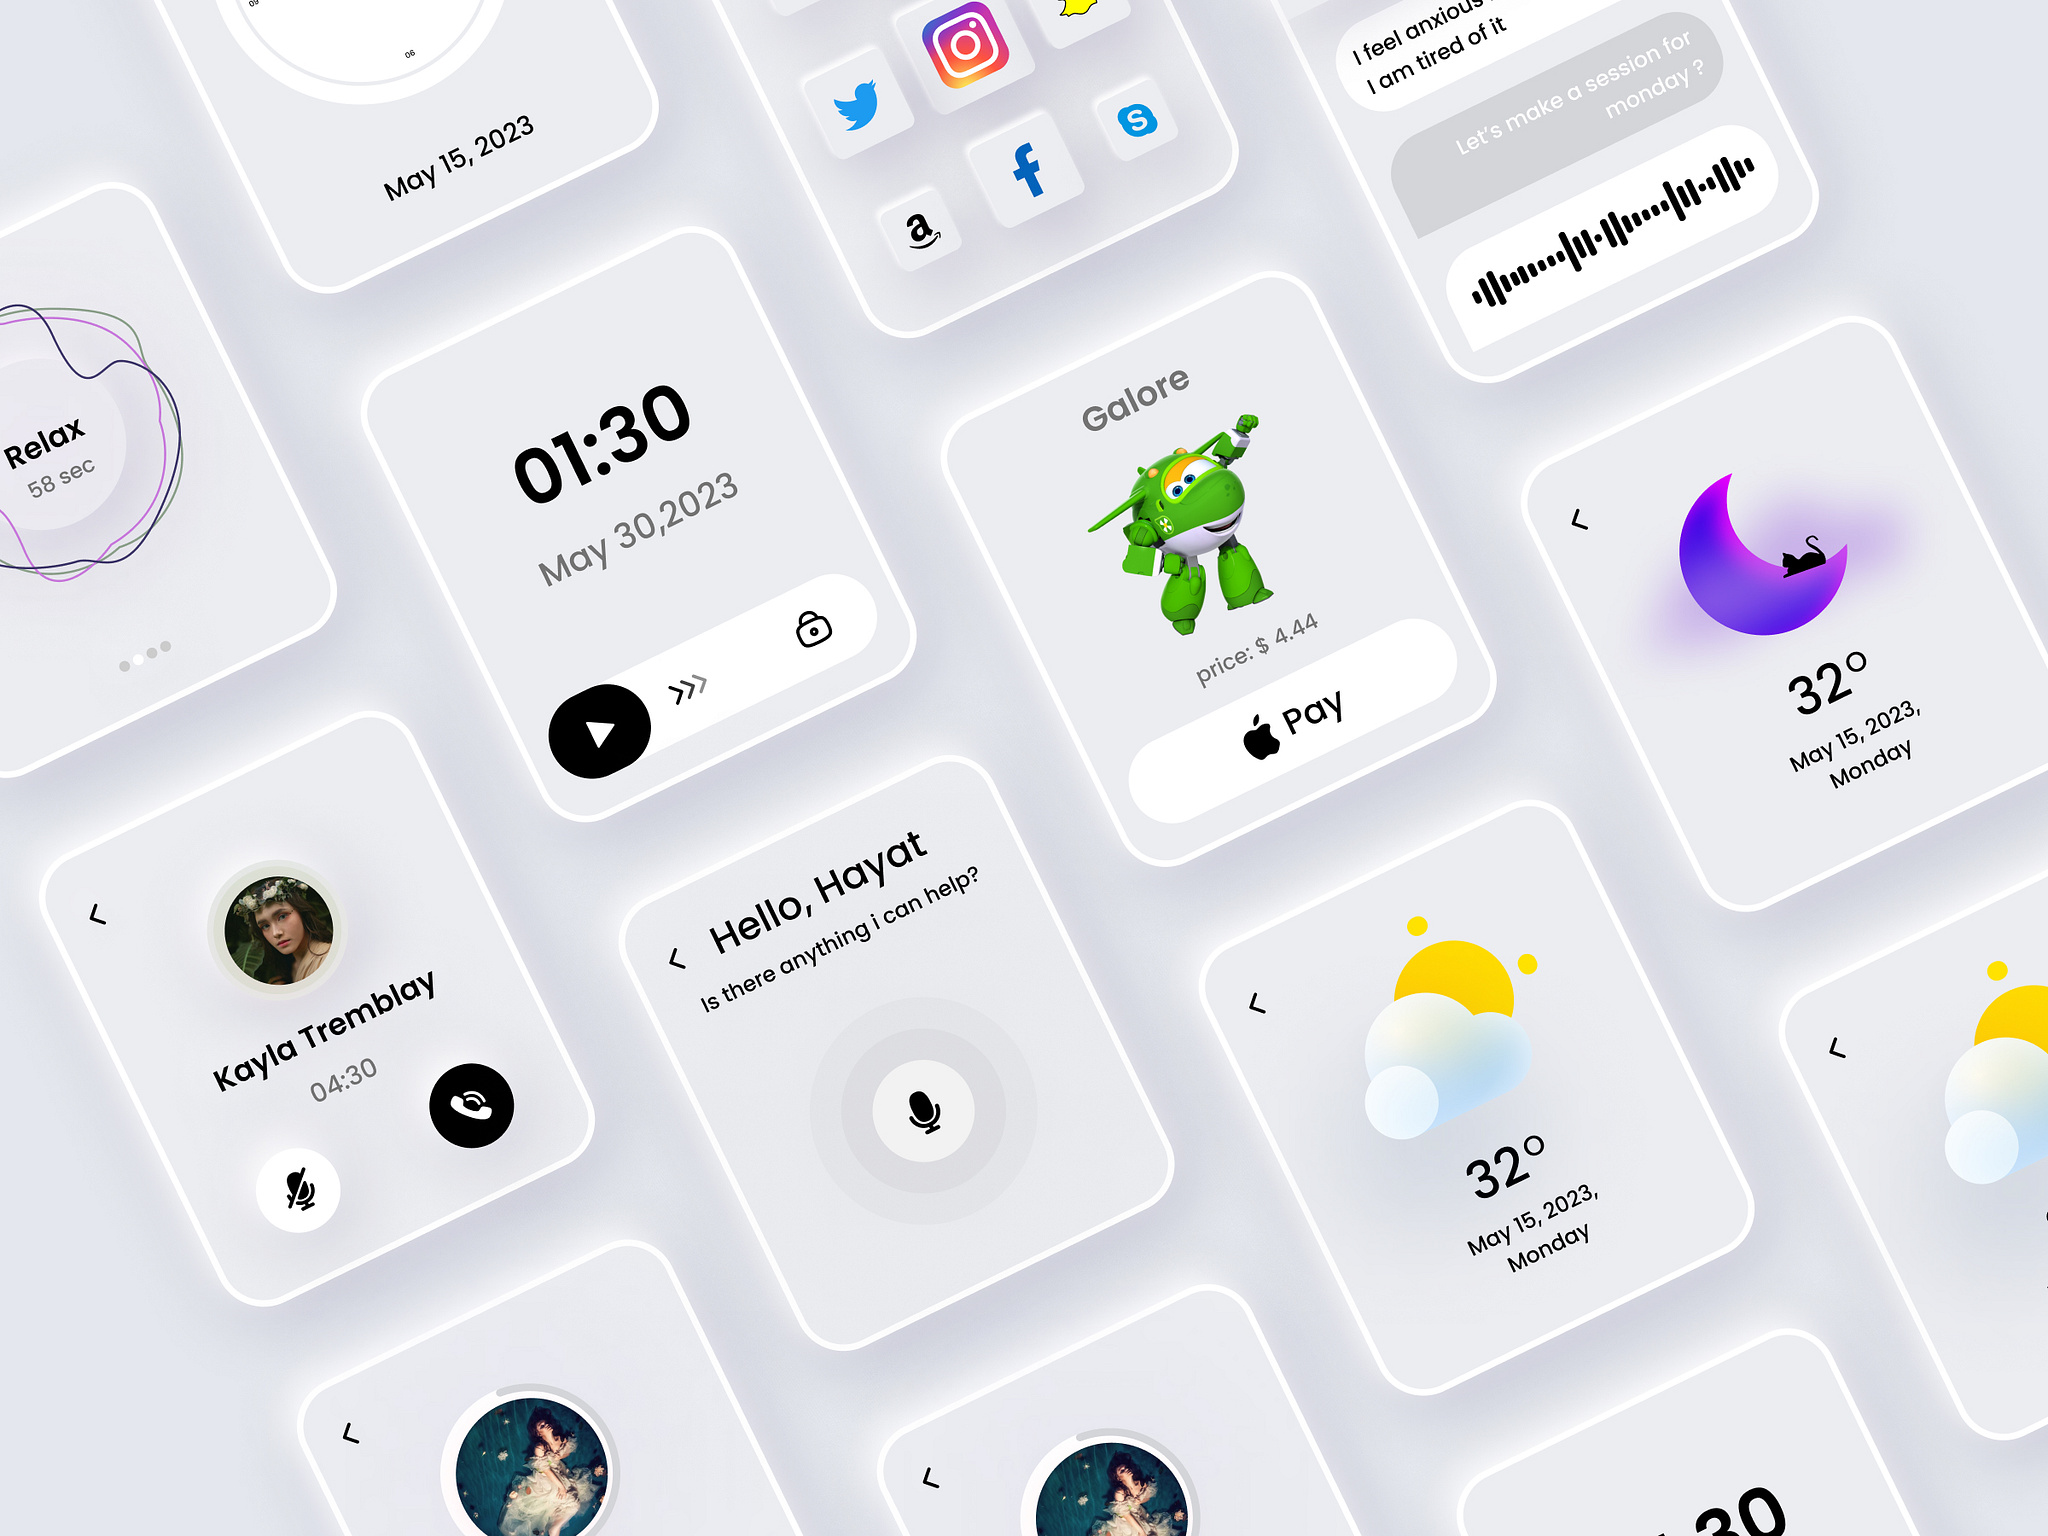 09
06
May 15, 2023
I feel anxious
I am tired of it
Let's make a session for
monday ?
a
f
S
Relax
58 sec
01:30
May 30,2023
Galore
price: $ 4.44
Pay
32°
May 15, 2023,
Monday
Kayla Tremblay
04:30
Hello, Hayat
Is there anything i can help?
32°
May 15, 2023,
Monday
30